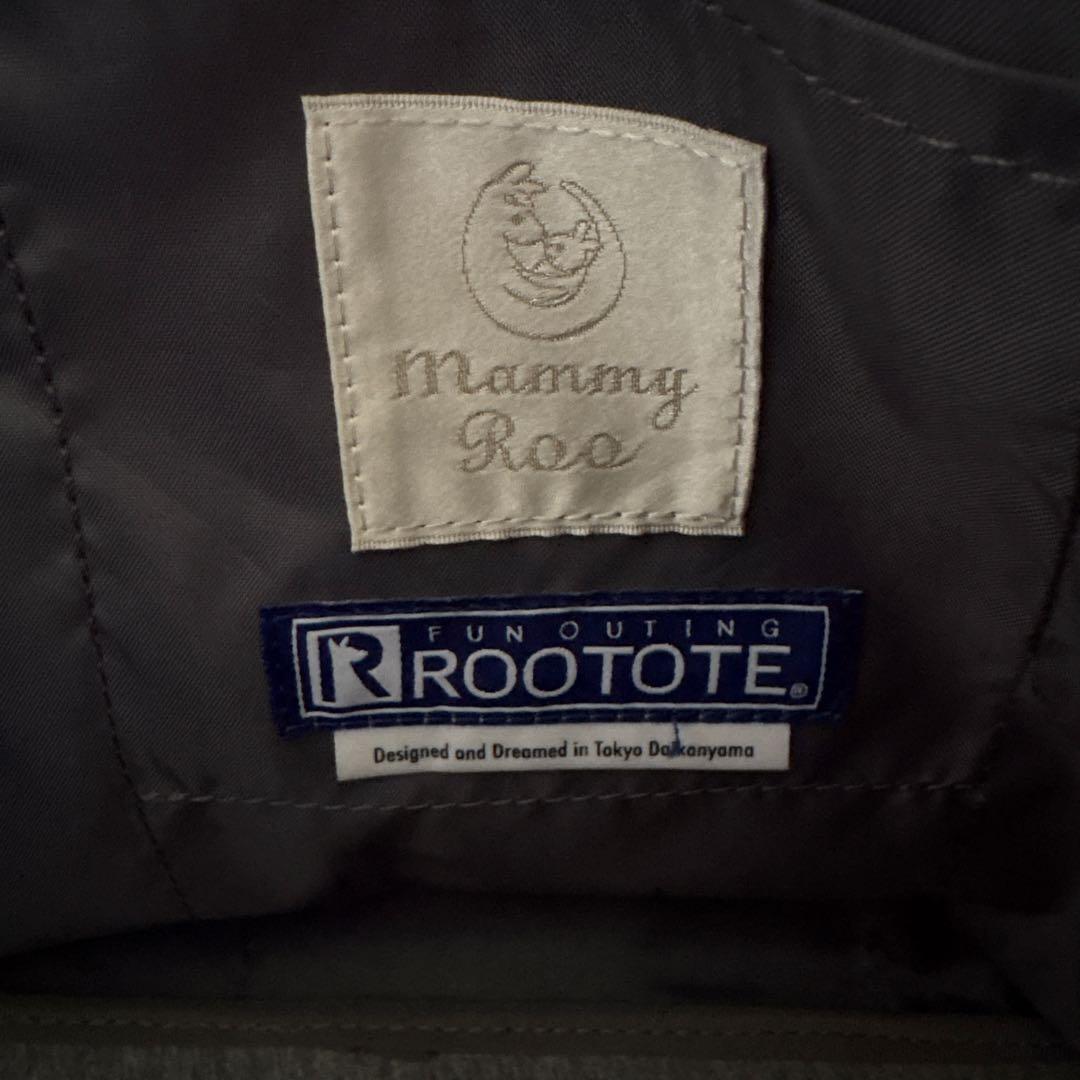 Mammy
Roo
FUN OUTING
ROOTOTE®
Designed and Dreamed in Tokyo Daikanyama